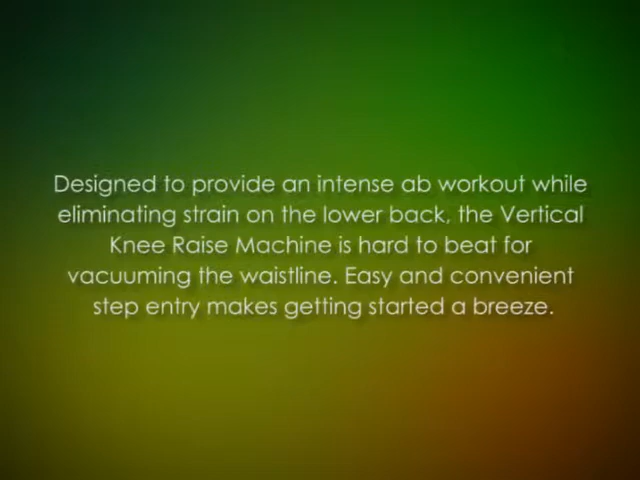 Designed to provide an intense ab workout while
eliminating strain on the lower back, the Vertical
Knee Raise Machine is hard to beat for
vacuuming the waistline. Easy and convenient
step entry makes getting started a breeze.